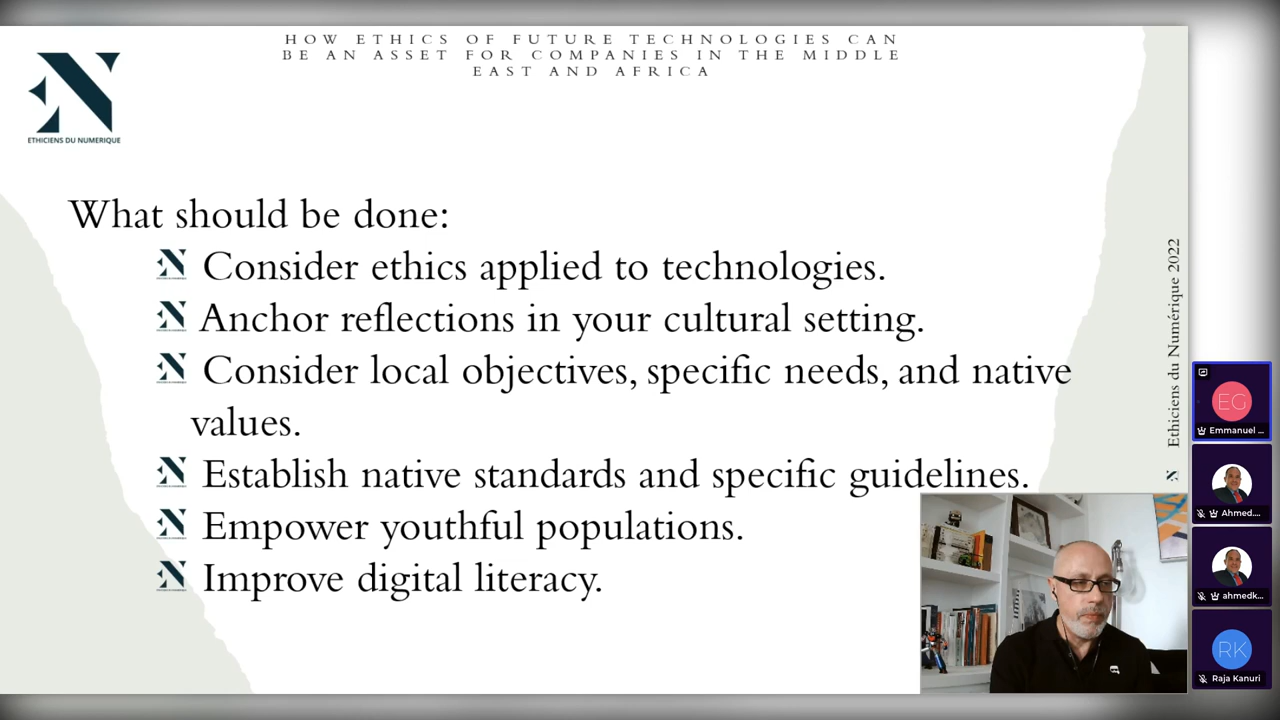 HOW ETHICS OF FUTURE TECHNOLOGIES CAN
BE AN ASSET FOR COMPANIES IN THE MIDDLE
EAST AND AFRICA
ETHICIENS DU NUMERIQUE
What should be done:
Consider ethics applied to technologies.
Anchor reflections in your cultural setting.
Consider local objectives, specific needs, and native
values.
Establish native standards and specific guidelines.
Empower youthful populations.
Improve digital literacy.
Ethiciens du Numérique 2022
EG
Emmanuel ...
Ahmed....
ahmedk...
RK
Raja Kanuri